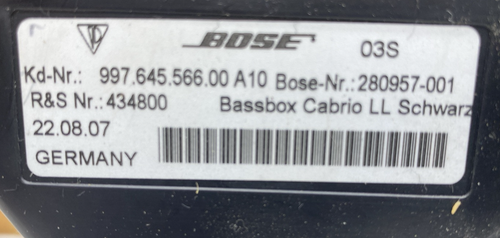 BOSE 03S
Kd-Nr.: 997.645.566.00 A10 Bose-Nr.: 280957-001
R&S Nr.: 434800 Bassbox Cabrio LL Schwarz
22.08.07
GERMANY